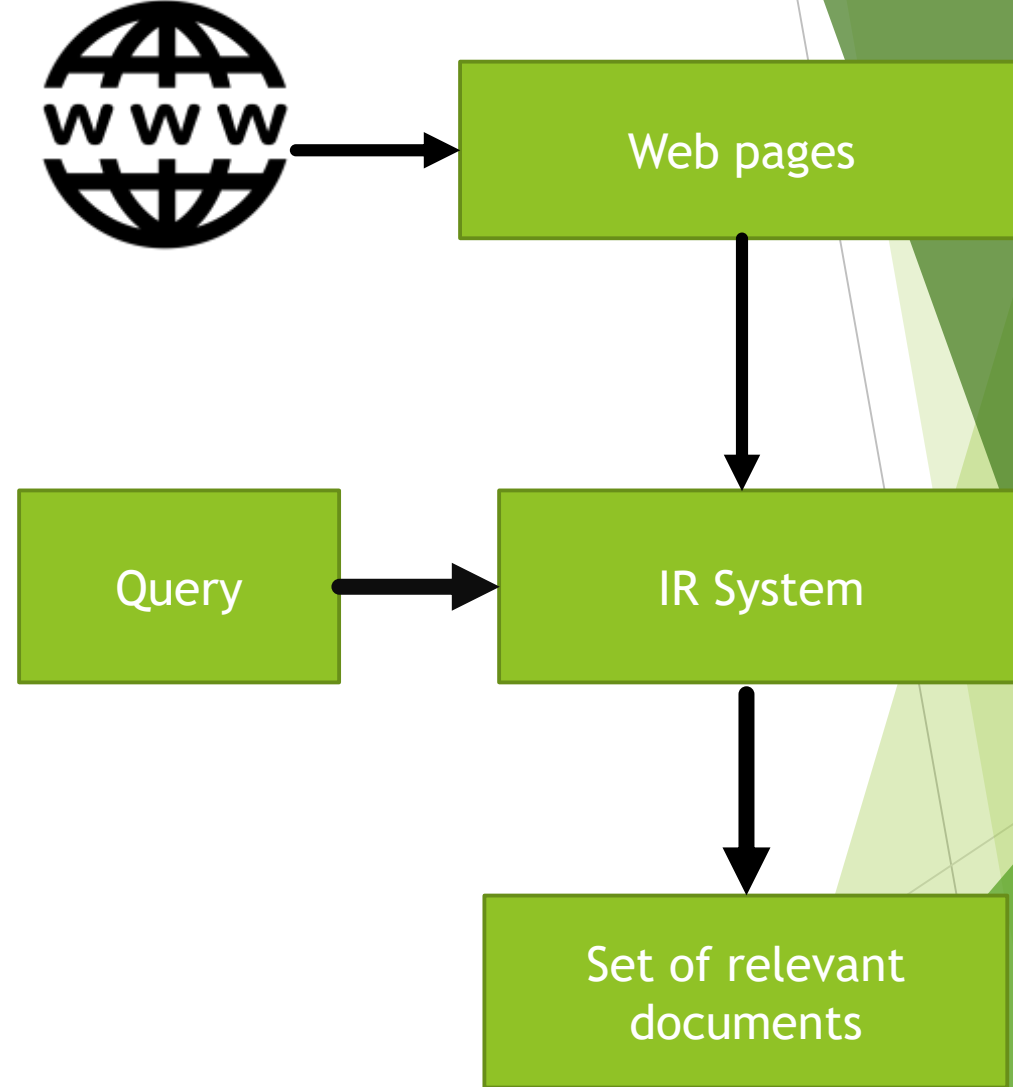 WWW
Web pages
Query
IR System
Set of relevant
documents